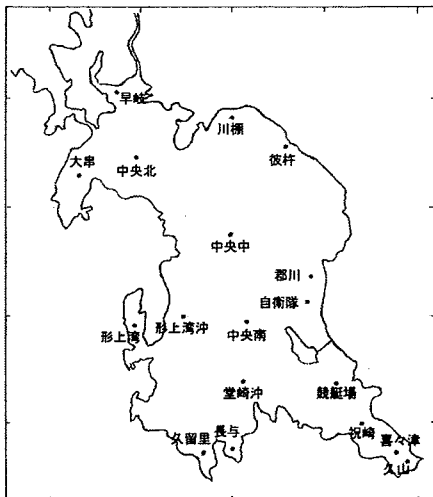 早岐
川棚
彼杵
大串
中央北
中央中
郡川
自衛隊
形上湾
形上湾沖
中央南
堂崎沖
競艇場
久留里
長与
祝崎
喜々津
久山